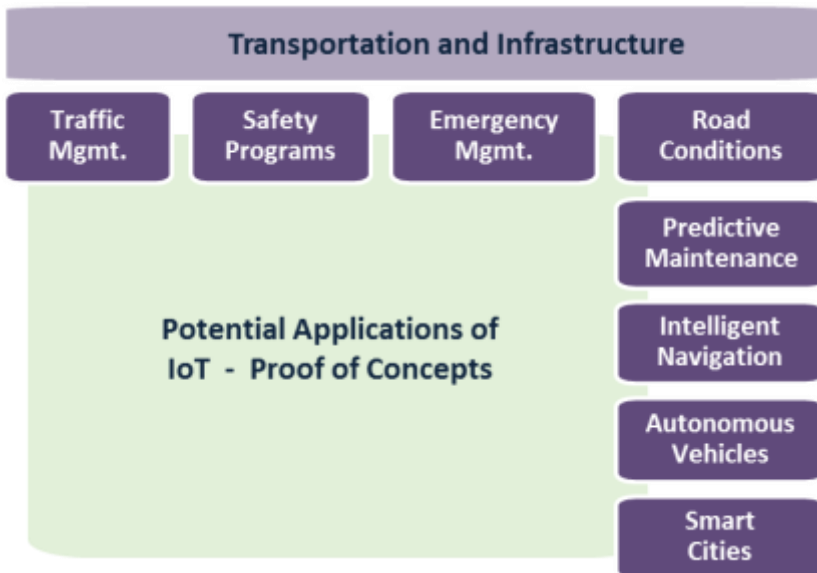 Transportation and Infrastructure
Traffic
Mgmt.
Safety
Programs
Emergency
Mgmt.
Road
Conditions
Predictive
Maintenance
Potential Applications of
IoT - Proof of Concepts
Intelligent
Navigation
Autonomous
Vehicles
Smart
Cities